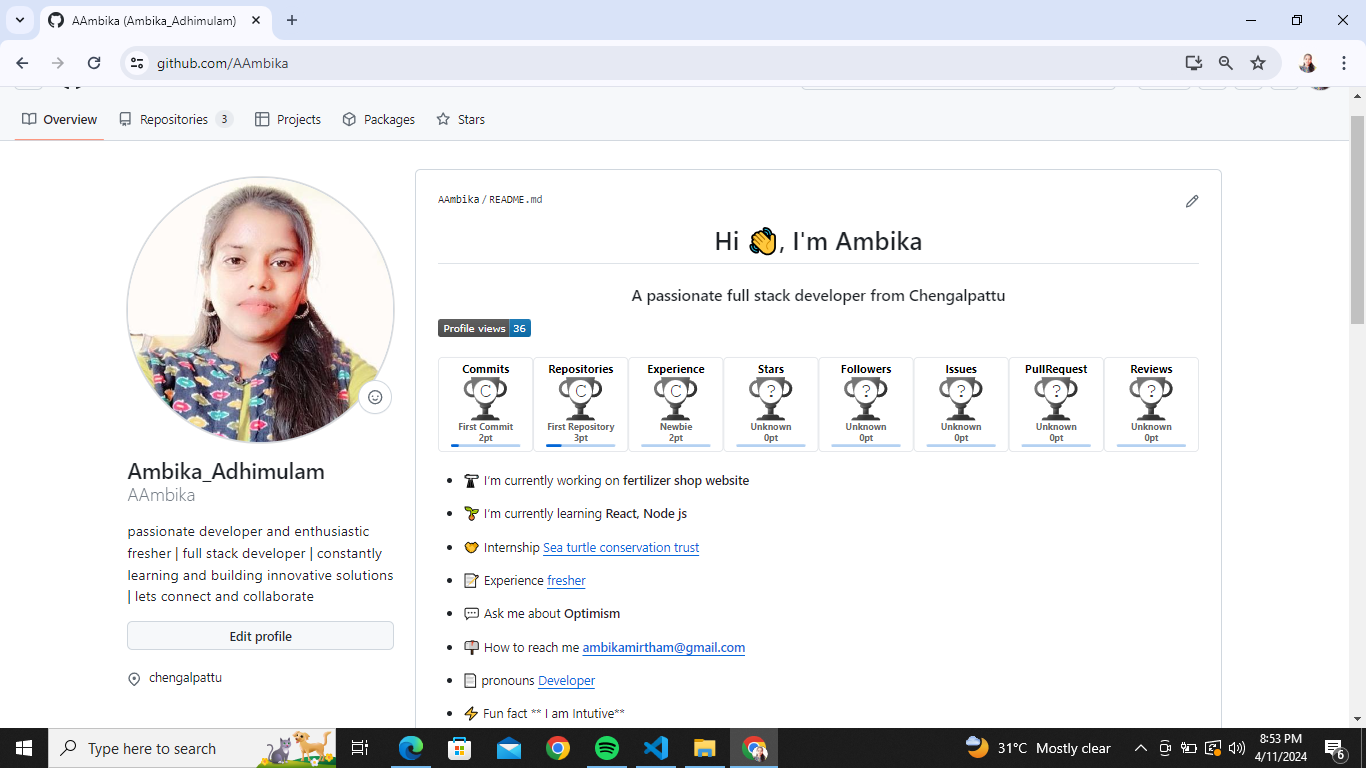 AAmbika (Ambika_Adhimulam)
github.com/AAmbika
Overview Repositories 3 Projects Packages Stars
AAmbika / README.md
Hi 👋, I'm Ambika
A passionate full stack developer from Chengalpattu
Profile views 36
Commits Repositories Experience Stars Followers Issues PullRequest Reviews
C C C ? ? ? ? ?
First Commit First Repository Newbie Unknown Unknown Unknown Unknown Unknown
2pt 3pt 2pt 0pt 0pt 0pt 0pt 0pt
Ambika_Adhimulam
AAmbika
passionate developer and enthusiastic
fresher | full stack developer | constantly
learning and building innovative solutions
| lets connect and collaborate
Edit profile
chengalpattu
I'm currently working on fertilizer shop website
I'm currently learning React, Node js
Internship Sea turtle conservation trust
Experience fresher
Ask me about Optimism
How to reach me ambikamirtham@gmail.com
pronouns Developer
Fun fact ** I am Intutive**
Type here to search
31°C Mostly clear
8:53 PM
4/11/2024
6